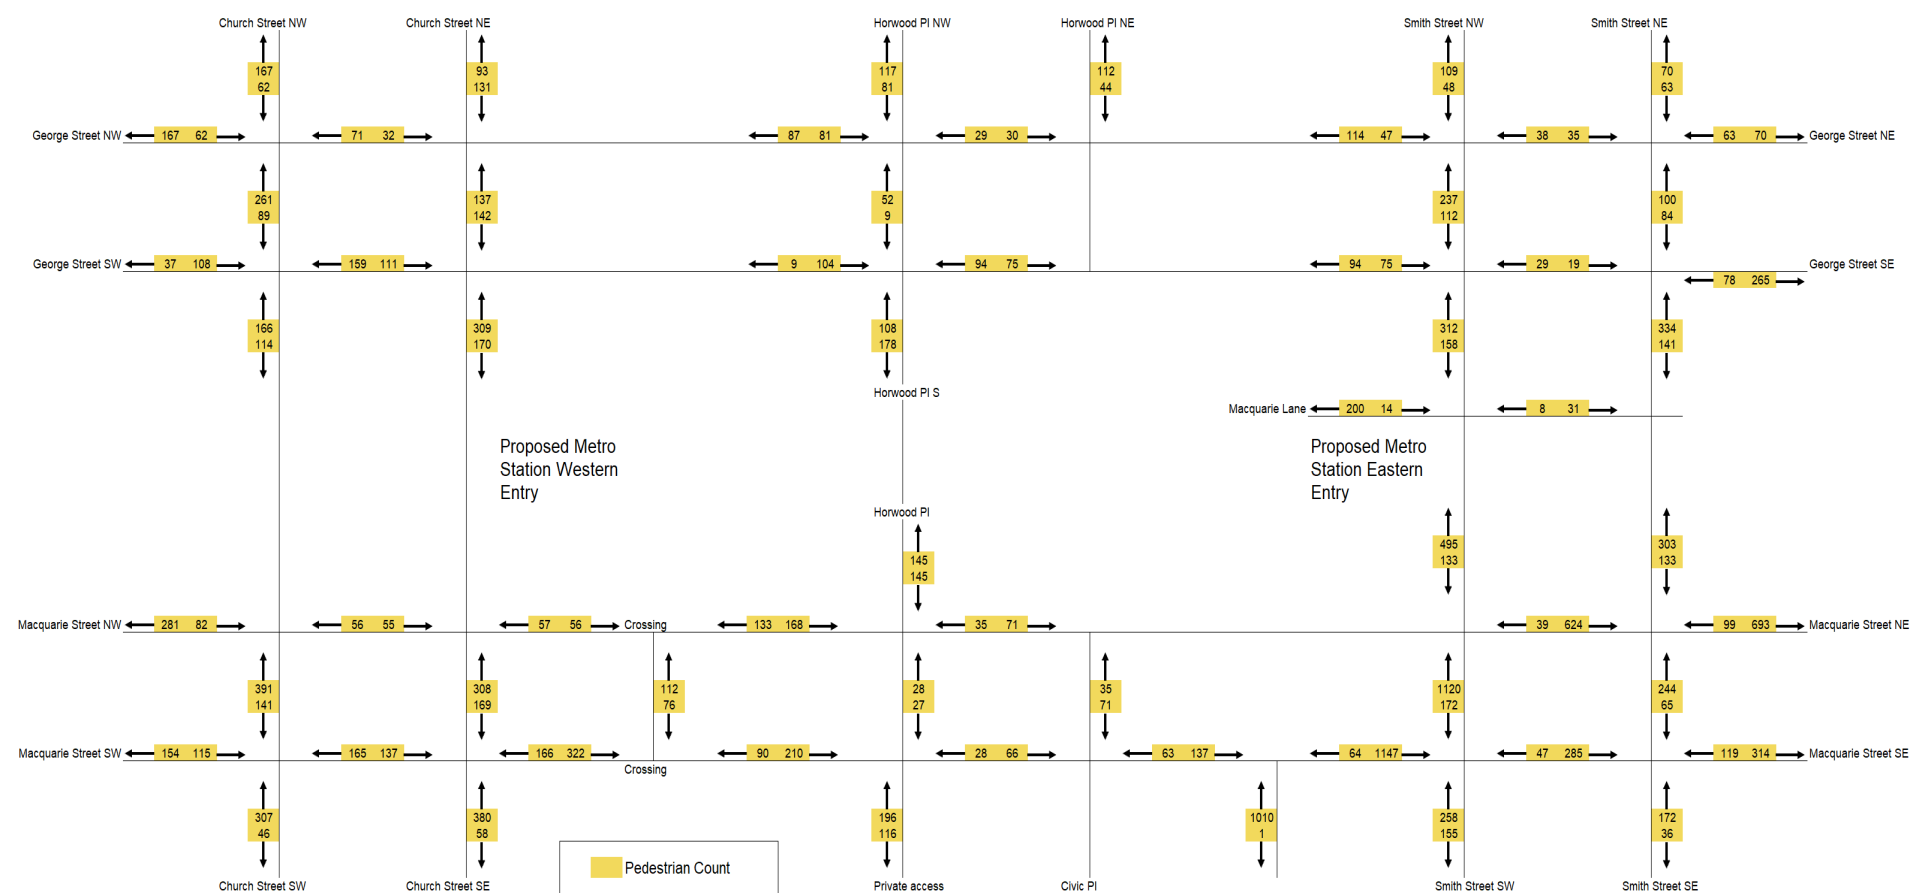 Church Street NW Church Street NE Horwood Pl NW Horwood Pl NE Smith Street NW Smith Street NE
167 93 117 112 109 70
62 131 81 44 48 63
George Street NW 167 62 71 32 87 81 29 30 114 47 38 35 63 70 George Street NE
261 137 52 237 100
89 142 9 112 84
George Street SW 37 108 159 111 9 104 94 75 94 75 29 19 George Street SE
78 265
166 309 108 312 334
114 170 178 158 141
Horwood Pl S
Macquarie Lane 200 14 8 31
Proposed Metro
Station Western
Entry
Proposed Metro
Station Eastern
Entry
Horwood Pl
495 303
133 133
145
145
Macquarie Street NW 281 82 56 55 57 56 Crossing 133 168 35 71 39 624 99 693 Macquarie Street NE
391 308 112 28 35 1120 244
141 169 76 27 71 172 65
Macquarie Street SW 154 115 165 137 166 322 90 210 28 66 63 137 64 1147 47 285 119 314 Macquarie Street SE
Crossing
307 380 196 1010 258 172
46 58 116 1 155 36
Pedestrian Count
Church Street SW Church Street SE Private access Civic Pl Smith Street SW Smith Street SE